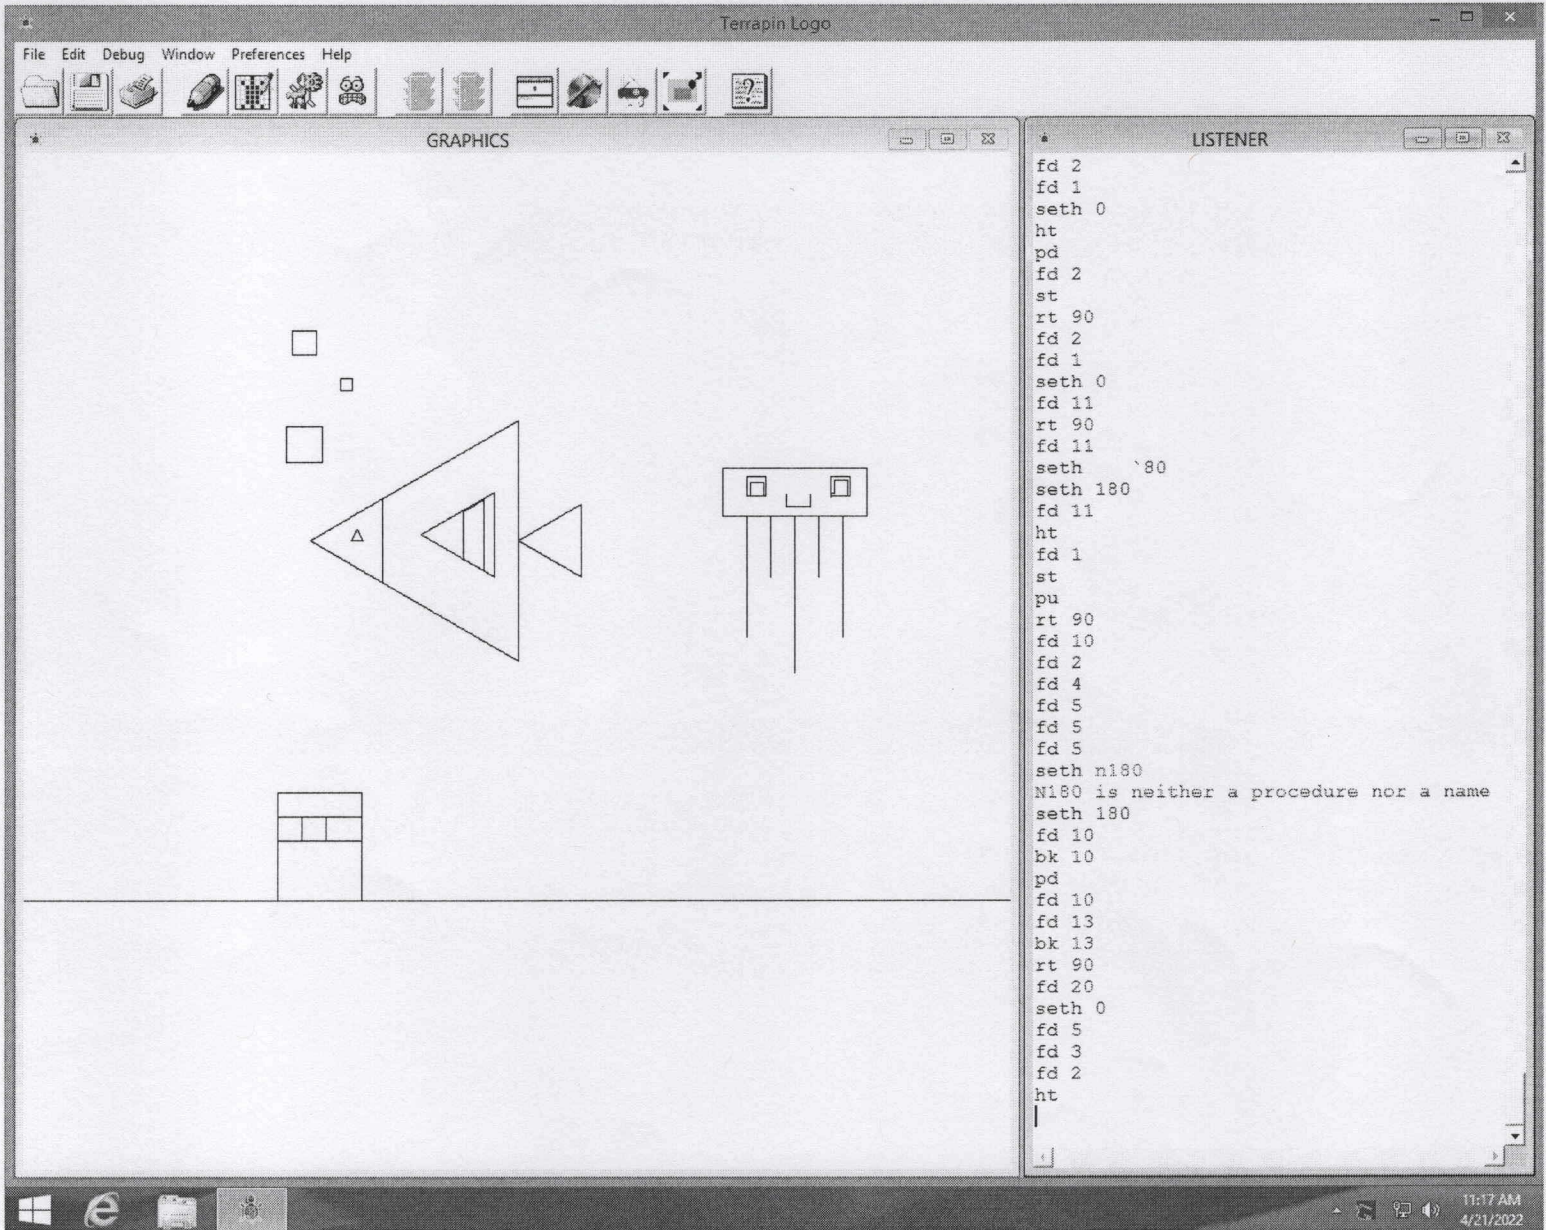 Terrapin Logo
File Edit Debug Window Preferences Help
GRAPHICS
LISTENER
fd 2
fd 1
seth 0
ht
pd
fd 2
st
rt 90
fd 2
fd 1
seth 0
fd 11
rt 90
fd 11
seth    `80
seth 180
fd 11
ht
fd 1
st
pu
rt 90
fd 10
fd 2
fd 4
fd 5
fd 5
fd 5
seth n180
N180 is neither a procedure nor a name
seth 180
fd 10
bk 10
pd
fd 10
fd 13
bk 13
rt 90
fd 20
seth 0
fd 5
fd 3
fd 2
ht
11:17 AM
4/21/2022